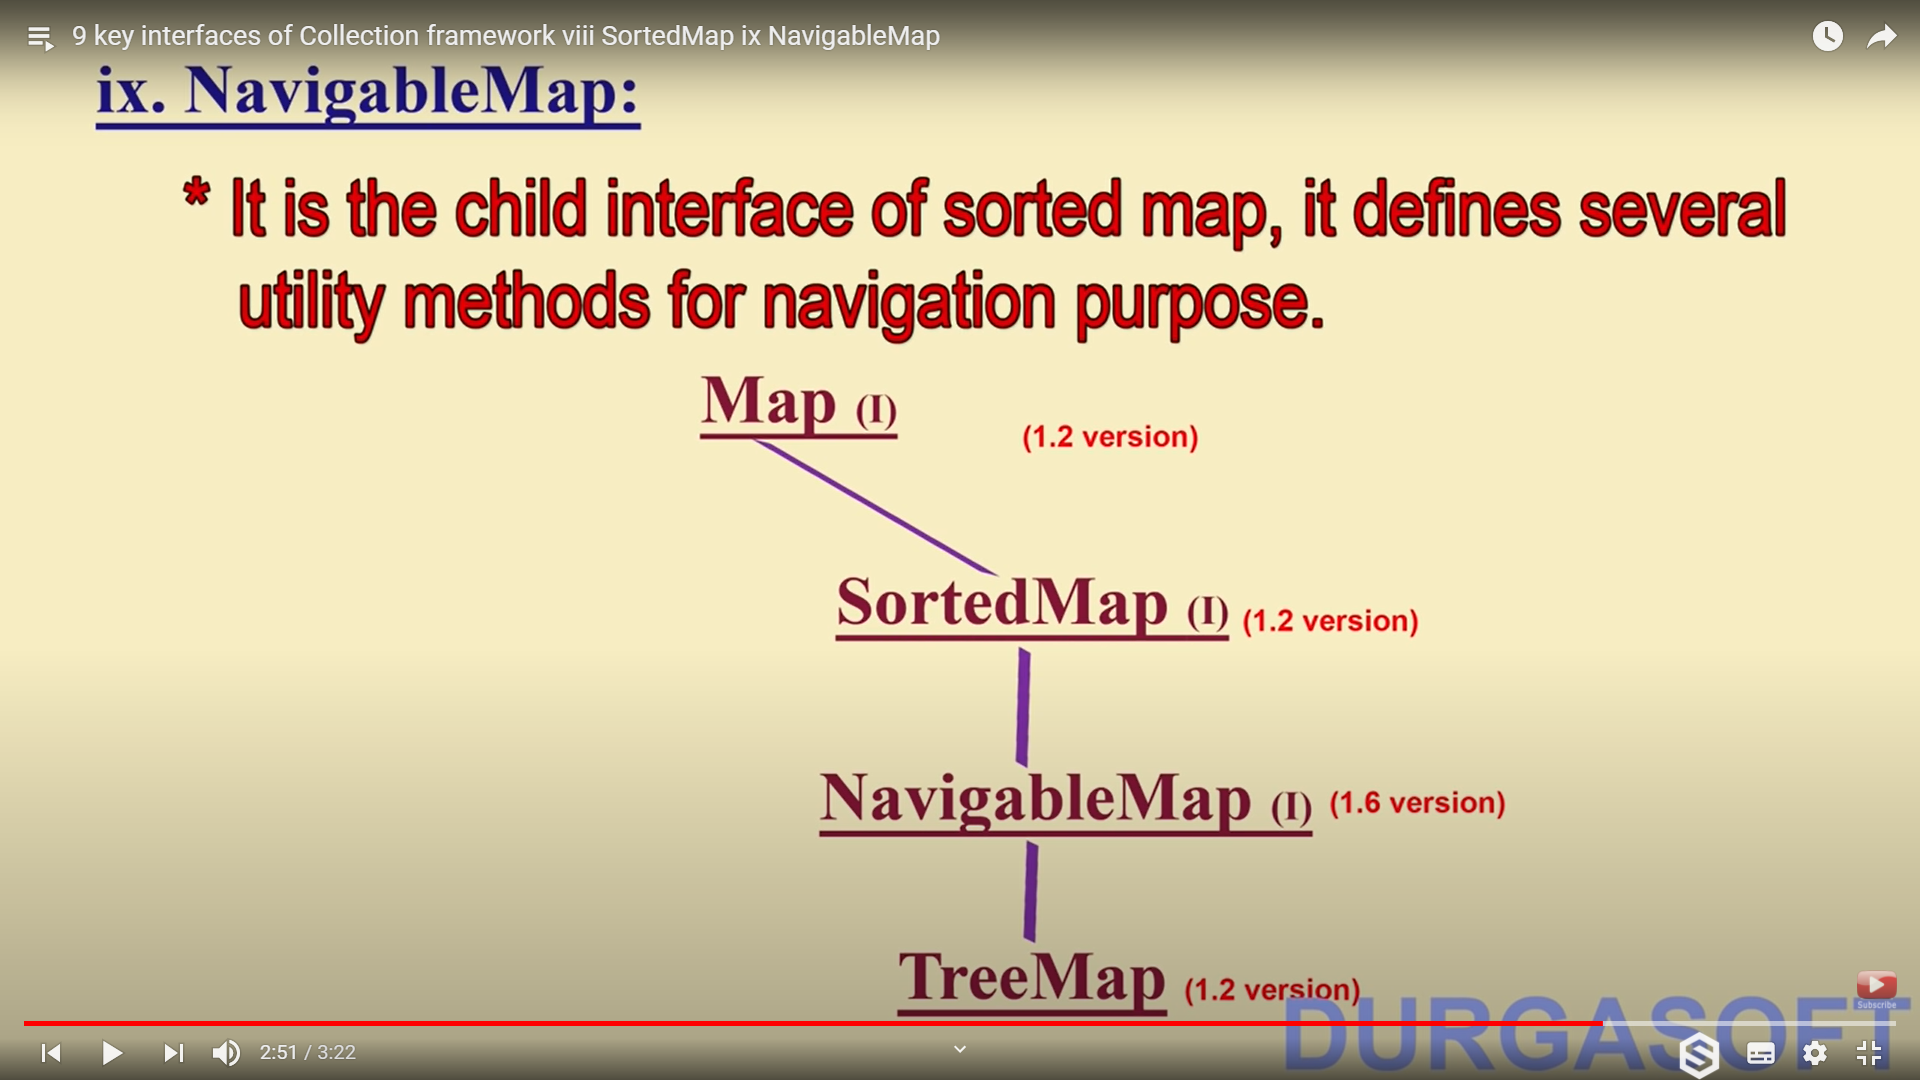 9 key interfaces of Collection framework viii SortedMap ix NavigableMap
ix. NavigableMap:
* It is the child interface of sorted map, it defines several
utility methods for navigation purpose.
Map (I)
(1.2 version)
SortedMap (I) (1.2 version)
NavigableMap (I) (1.6 version)
TreeMap (1.2 version)
Subscribe
DURGASOFT
2:51 / 3:22